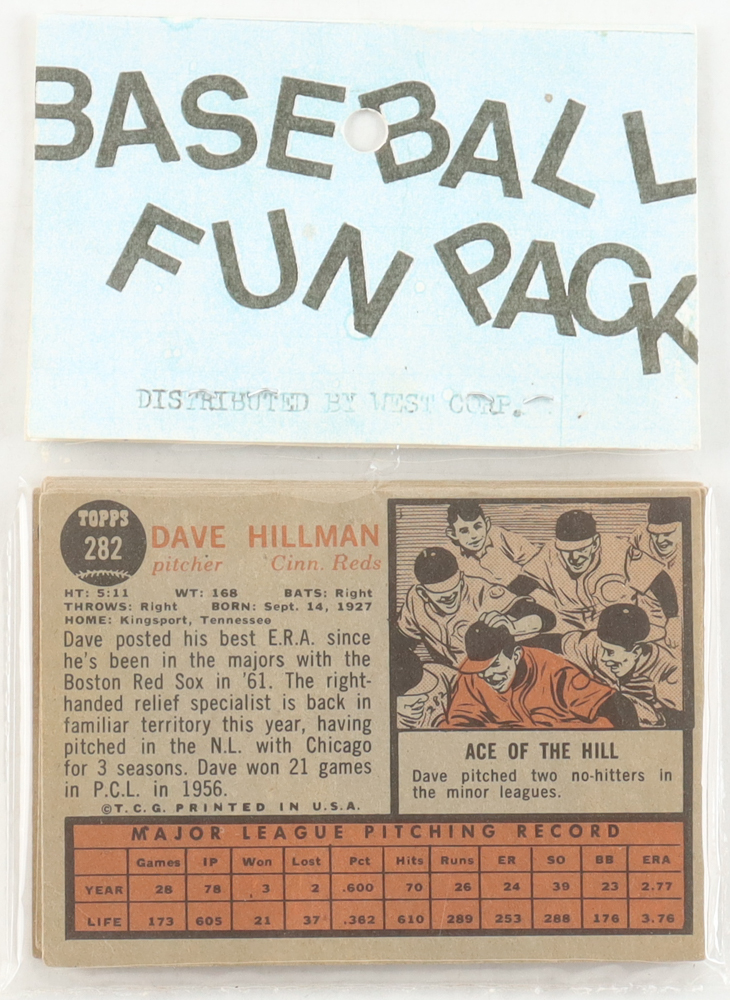 BASEBALL
FUN PACK
DISTRIBUTED BY WEST CORP.
TOPPS
282
DAVE HILLMAN
pitcher Cinn. Reds
HT: 5:11 WT: 168 BATS: Right
THROWS: Right BORN: Sept. 14, 1927
HOME: Kingsport, Tennessee
Dave posted his best E.R.A. since
he's been in the majors with the
Boston Red Sox in '61. The right-
handed relief specialist is back in
familiar territory this year, having
pitched in the N.L. with Chicago
for 3 seasons. Dave won 21 games
in P.C.L. in 1956.
©T.C.G. PRINTED IN U.S.A.
ACE OF THE HILL
Dave pitched two no-hitters in
the minor leagues.
MAJOR LEAGUE PITCHING RECORD
Games IP Won Lost Pct Hits Runs ER SO BB ERA
YEAR 28 78 3 2 .600 70 26 24 39 23 2.77
LIFE 173 605 21 37 .362 610 289 253 288 176 3.76